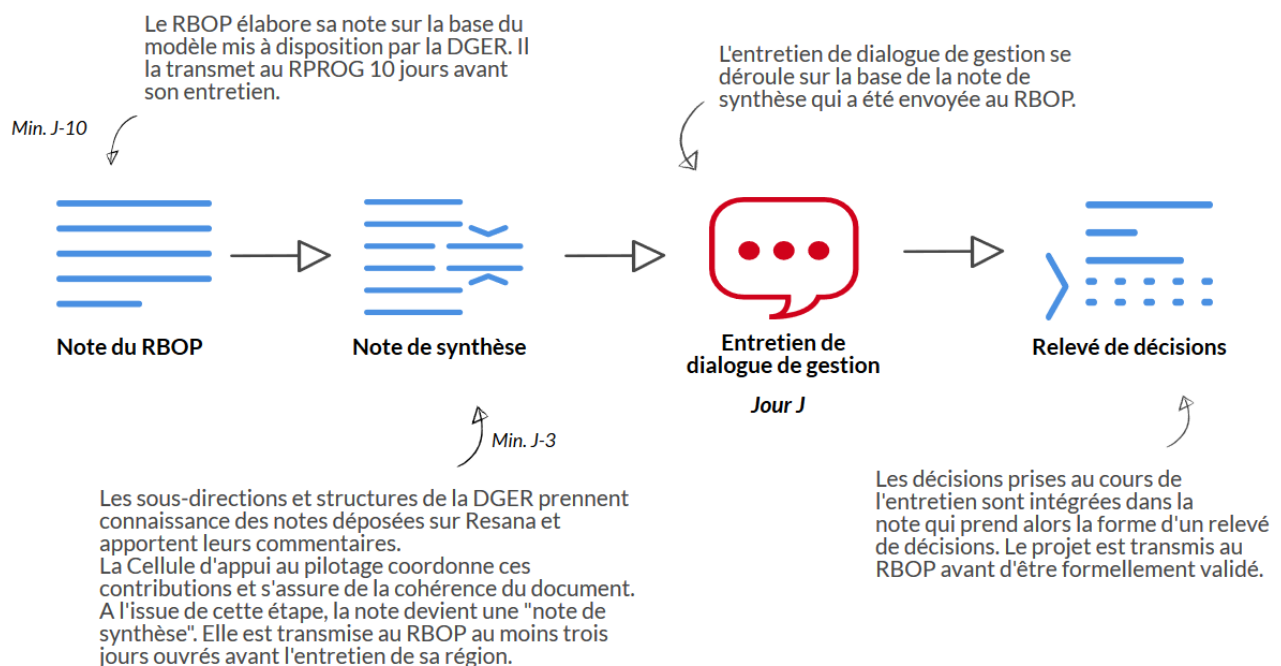 Le RBOP élabore sa note sur la base du
modèle mis à disposition par la DGER. Il
la transmet au RPROG 10 jours avant
son entretien.
L'entretien de dialogue de gestion se
déroule sur la base de la note de
synthèse qui a été envoyée au RBOP.
Min. J-10
Note du RBOP
Note de synthèse
Entretien de
dialogue de gestion
Jour J
Relevé de décisions
Min. J-3
Les sous-directions et structures de la DGER prennent
connaissance des notes déposées sur Resana et
apportent leurs commentaires.
La Cellule d'appui au pilotage coordonne ces
contributions et s'assure de la cohérence du document.
A l'issue de cette étape, la note devient une "note de
synthèse". Elle est transmise au RBOP au moins trois
jours ouvrés avant l'entretien de sa région.
Les décisions prises au cours de
l'entretien sont intégrées dans la
note qui prend alors la forme d'un relevé
de décisions. Le projet est transmis au
RBOP avant d'être formellement validé.